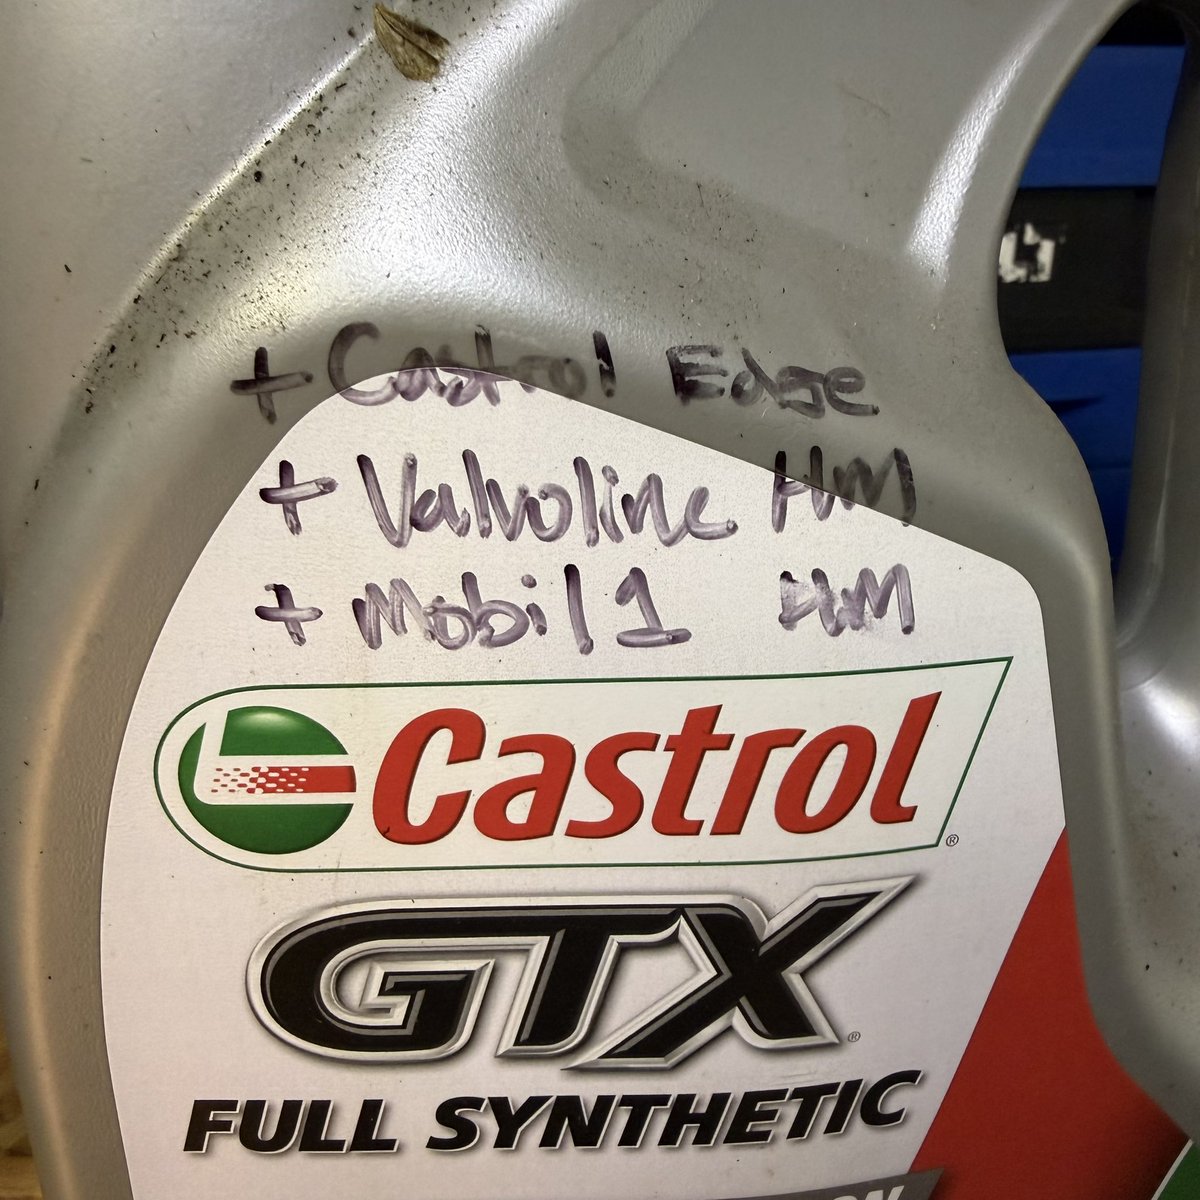 + Castrol Edge
+ Valvoline HM
+ Mobil 1 HM
Castrol®
GTX®
FULL SYNTHETIC